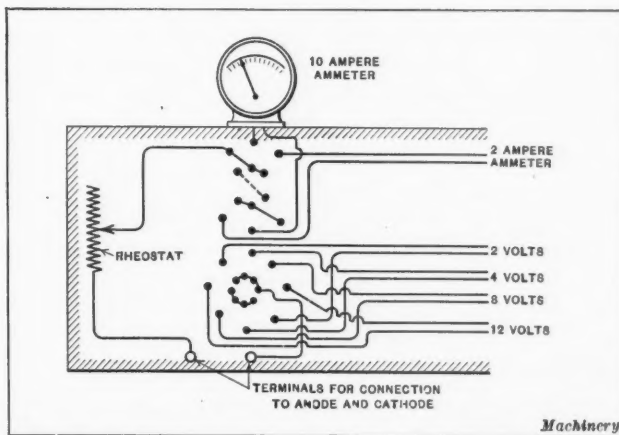 10 AMPERE
AMMETER
2 AMPERE
AMMETER
RHEOSTAT
2 VOLTS
4 VOLTS
8 VOLTS
12 VOLTS
TERMINALS FOR CONNECTION
TO ANODE AND CATHODE
Machinery